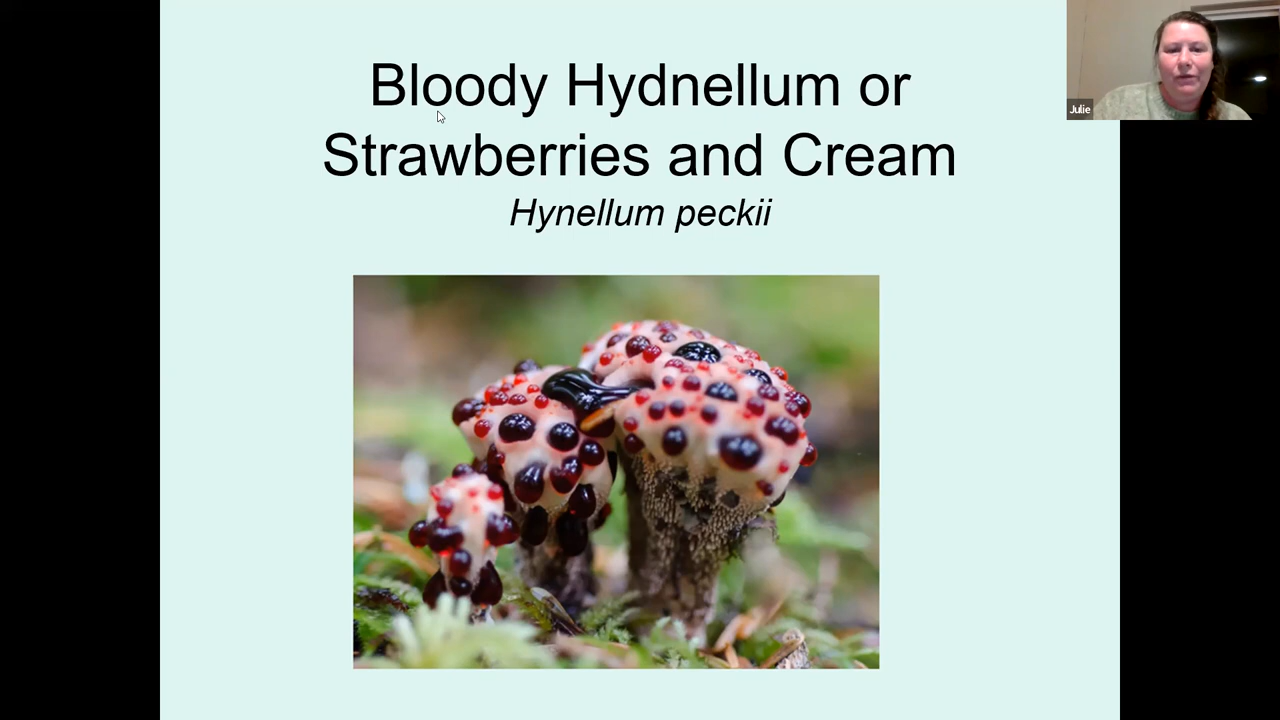 Bloody Hydnellum or
Strawberries and Cream
Hynellum peckii
Julie